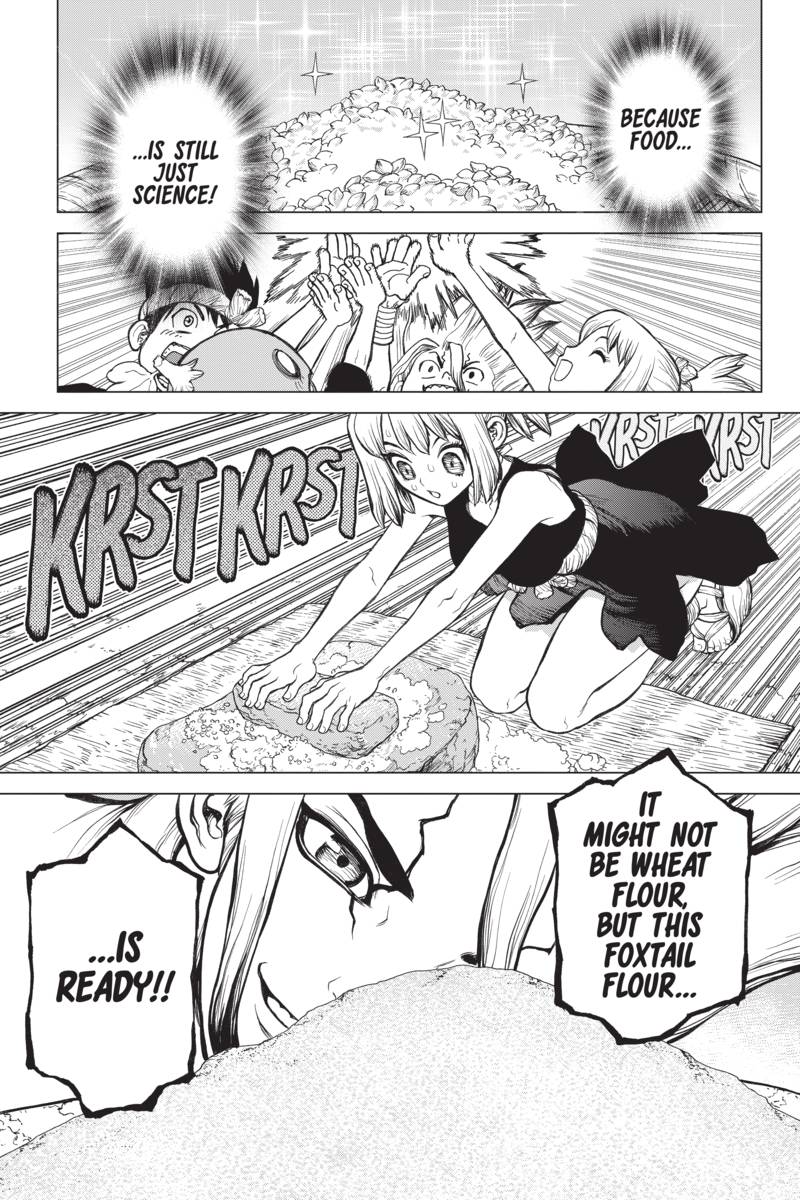 BECAUSE
FOOD...
...IS STILL
JUST
SCIENCE!
KRST KRST
KRST KRST
IT
MIGHT NOT
BE WHEAT
FLOUR,
BUT THIS
FOXTAIL
FLOUR...
...IS
READY!!